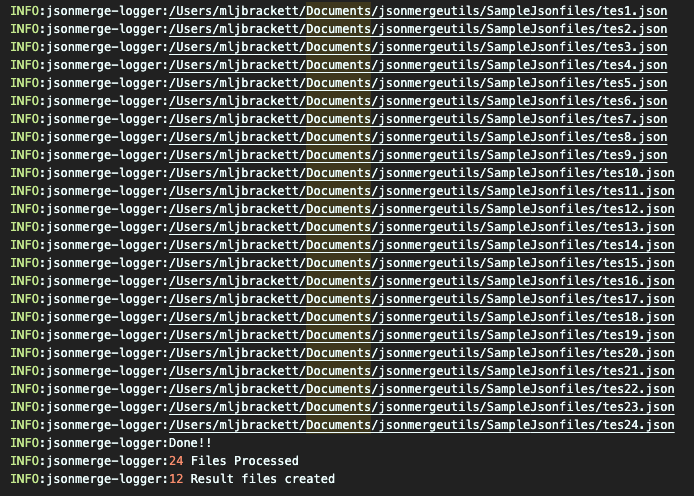 INFO:jsonmerge-logger:/Users/mljbrackett/Documents/jsonmergeutils/SampleJsonfiles/tes1.json
INFO:jsonmerge-logger:/Users/mljbrackett/Documents/jsonmergeutils/SampleJsonfiles/tes2.json
INFO:jsonmerge-logger:/Users/mljbrackett/Documents/jsonmergeutils/SampleJsonfiles/tes3.json
INFO:jsonmerge-logger:/Users/mljbrackett/Documents/jsonmergeutils/SampleJsonfiles/tes4.json
INFO:jsonmerge-logger:/Users/mljbrackett/Documents/jsonmergeutils/SampleJsonfiles/tes5.json
INFO:jsonmerge-logger:/Users/mljbrackett/Documents/jsonmergeutils/SampleJsonfiles/tes6.json
INFO:jsonmerge-logger:/Users/mljbrackett/Documents/jsonmergeutils/SampleJsonfiles/tes7.json
INFO:jsonmerge-logger:/Users/mljbrackett/Documents/jsonmergeutils/SampleJsonfiles/tes8.json
INFO:jsonmerge-logger:/Users/mljbrackett/Documents/jsonmergeutils/SampleJsonfiles/tes9.json
INFO:jsonmerge-logger:/Users/mljbrackett/Documents/jsonmergeutils/SampleJsonfiles/tes10.json
INFO:jsonmerge-logger:/Users/mljbrackett/Documents/jsonmergeutils/SampleJsonfiles/tes11.json
INFO:jsonmerge-logger:/Users/mljbrackett/Documents/jsonmergeutils/SampleJsonfiles/tes12.json
INFO:jsonmerge-logger:/Users/mljbrackett/Documents/jsonmergeutils/SampleJsonfiles/tes13.json
INFO:jsonmerge-logger:/Users/mljbrackett/Documents/jsonmergeutils/SampleJsonfiles/tes14.json
INFO:jsonmerge-logger:/Users/mljbrackett/Documents/jsonmergeutils/SampleJsonfiles/tes15.json
INFO:jsonmerge-logger:/Users/mljbrackett/Documents/jsonmergeutils/SampleJsonfiles/tes16.json
INFO:jsonmerge-logger:/Users/mljbrackett/Documents/jsonmergeutils/SampleJsonfiles/tes17.json
INFO:jsonmerge-logger:/Users/mljbrackett/Documents/jsonmergeutils/SampleJsonfiles/tes18.json
INFO:jsonmerge-logger:/Users/mljbrackett/Documents/jsonmergeutils/SampleJsonfiles/tes19.json
INFO:jsonmerge-logger:/Users/mljbrackett/Documents/jsonmergeutils/SampleJsonfiles/tes20.json
INFO:jsonmerge-logger:/Users/mljbrackett/Documents/jsonmergeutils/SampleJsonfiles/tes21.json
INFO:jsonmerge-logger:/Users/mljbrackett/Documents/jsonmergeutils/SampleJsonfiles/tes22.json
INFO:jsonmerge-logger:/Users/mljbrackett/Documents/jsonmergeutils/SampleJsonfiles/tes23.json
INFO:jsonmerge-logger:/Users/mljbrackett/Documents/jsonmergeutils/SampleJsonfiles/tes24.json
INFO:jsonmerge-logger:Done!!
INFO:jsonmerge-logger:24 Files Processed
INFO:jsonmerge-logger:12 Result files created